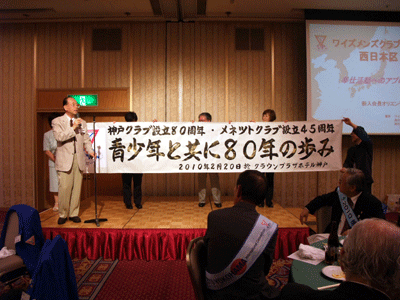 ワイズメンズクラブ
西日本区
神戸クラブ設立80周年・メネットクラブ設立45周年
青少年と共に80年の歩み
2010年2月20日 於 クラウンプラザホテル神戸